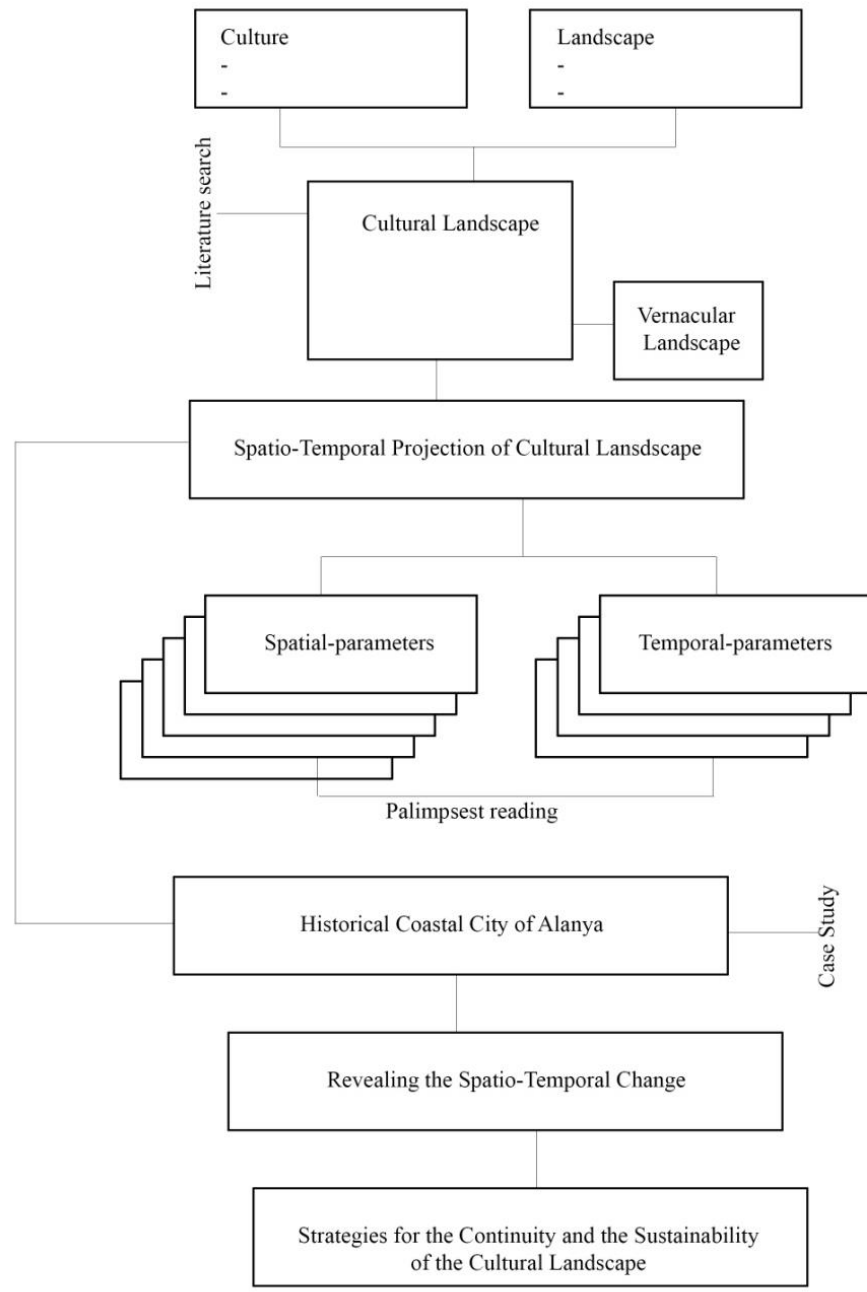 Culture
-
-
Landscape
-
-
Literature search
Cultural Landscape
Vernacular
Landscape
Spatio-Temporal Projection of Cultural Lansdscape
Spatial-parameters
Temporal-parameters
Palimpsest reading
Historical Coastal City of Alanya
Case Study
Revealing the Spatio-Temporal Change
Strategies for the Continuity and the Sustainability
of the Cultural Landscape